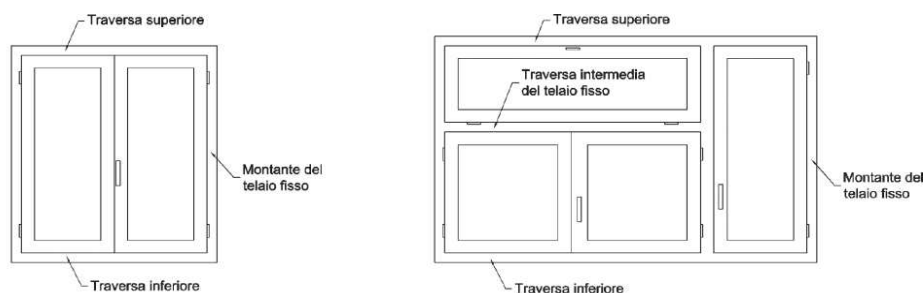 Traversa superiore
Montante del
telaio fisso
Traversa inferiore
Traversa superiore
Traversa intermedia
del telaio fisso
Montante del
telaio fisso
Traversa inferiore